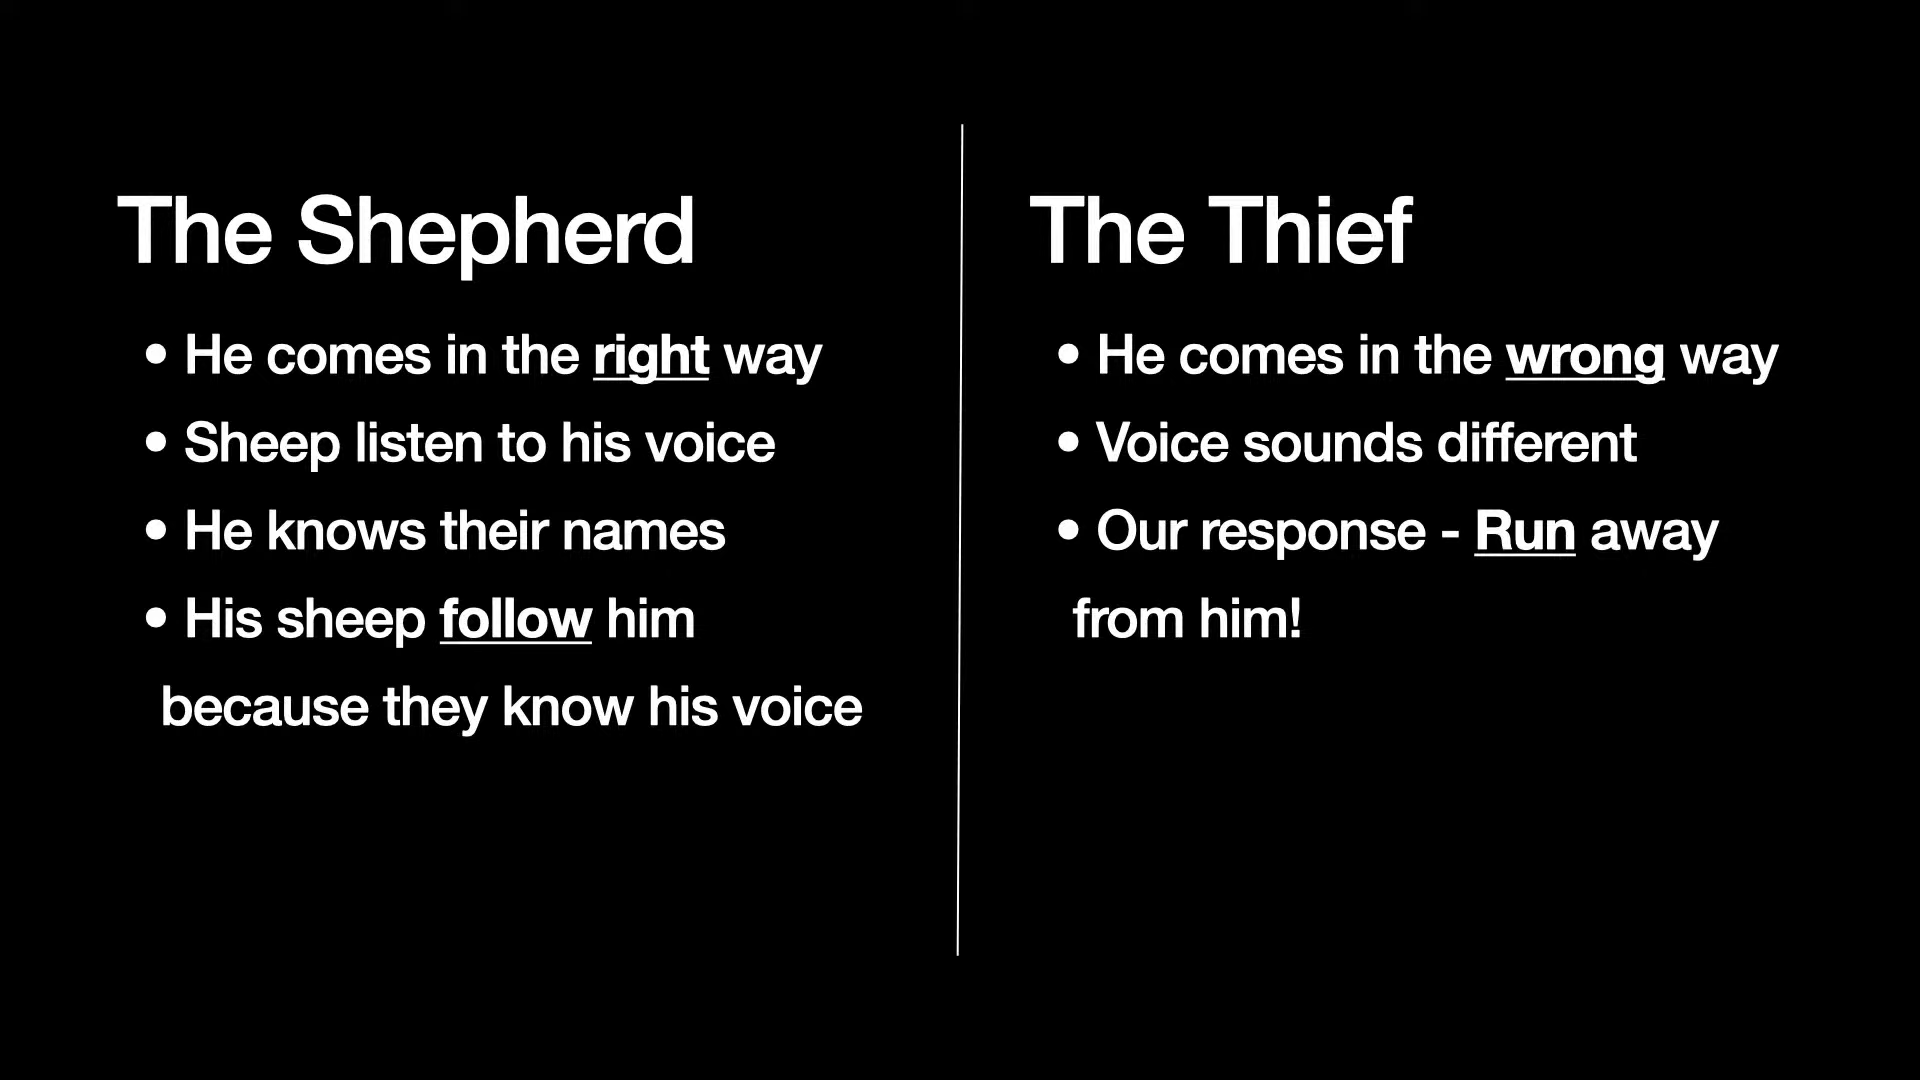 The Shepherd
• He comes in the right way
• Sheep listen to his voice
• He knows their names
• His sheep follow him
because they know his voice
The Thief
• He comes in the wrong way
• Voice sounds different
• Our response - Run away
from him!